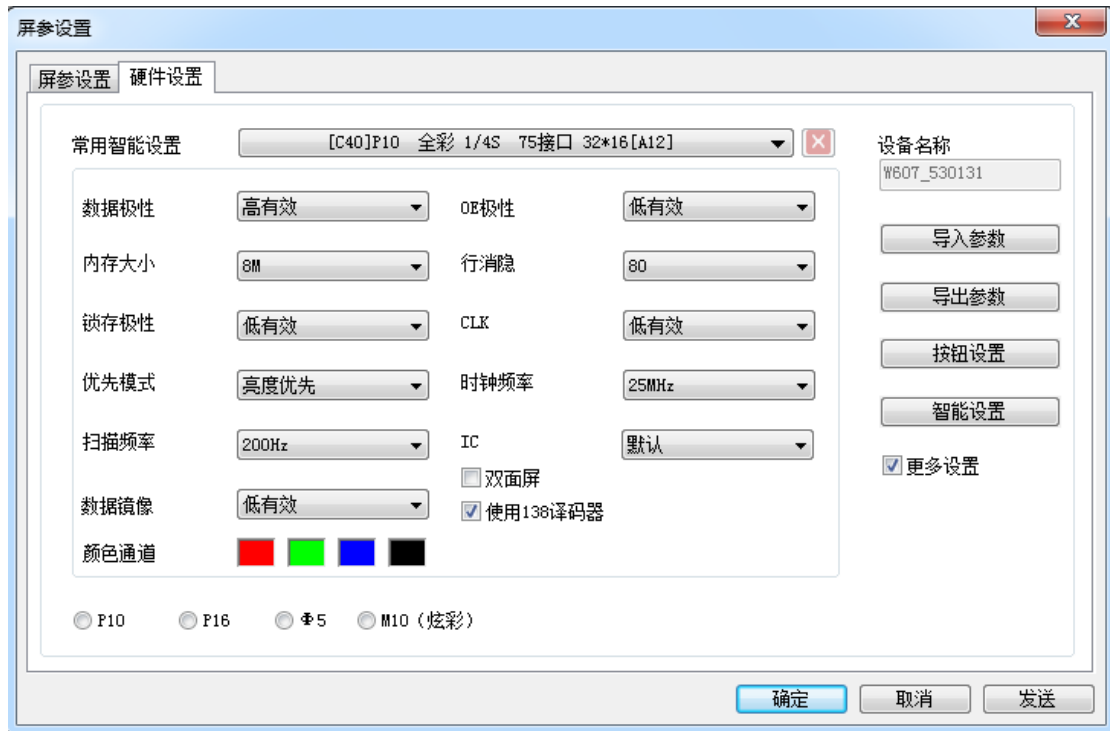 屏参设置
屏参设置 硬件设置
常用智能设置 [C40]P10 全彩 1/4S 75接口 32*16[A12]
设备名称
W607_530131
数据极性 高有效 OE极性 低有效
导入参数
内存大小 8M 行消隐 80
导出参数
锁存极性 低有效 CLK 低有效
按钮设置
优先模式 亮度优先 时钟频率 25MHz
智能设置
扫描频率 200Hz IC 默认
更多设置
双面屏
数据镜像 低有效 使用138译码器
颜色通道
P10 P16 Φ5 M10（炫彩）
确定 取消 发送